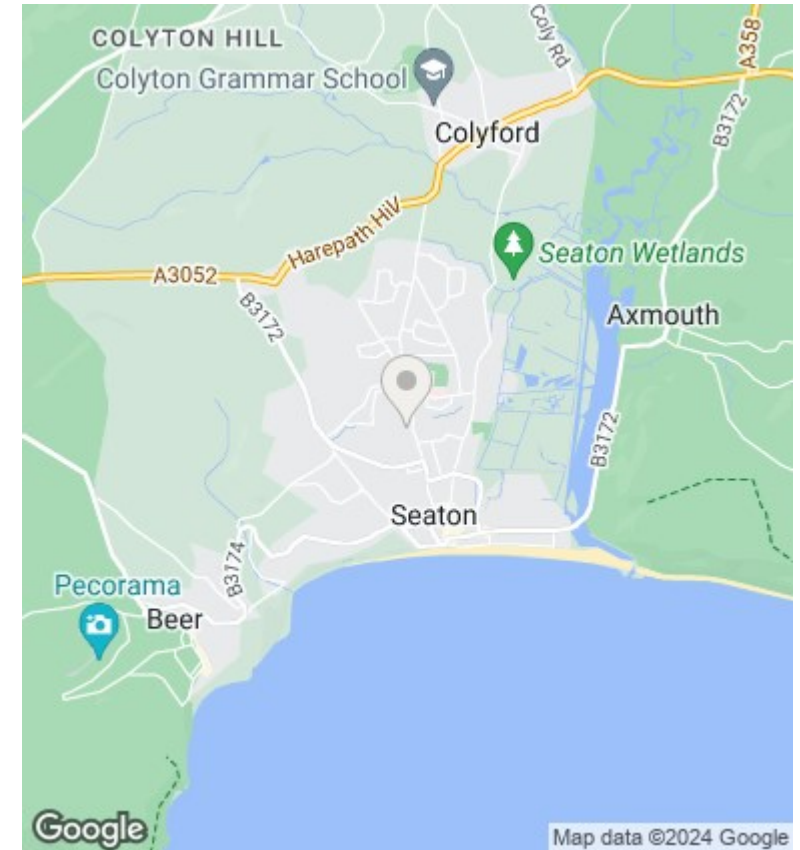 COLYTON HILL
Coly Rd
A358
Colyton Grammar School
B3172
Colyford
Harepath Hil
Seaton Wetlands
A3052
B3172
Axmouth
B3172
Seaton
B3174
Pecorama
Beer
Google
Map data ©2024 Google